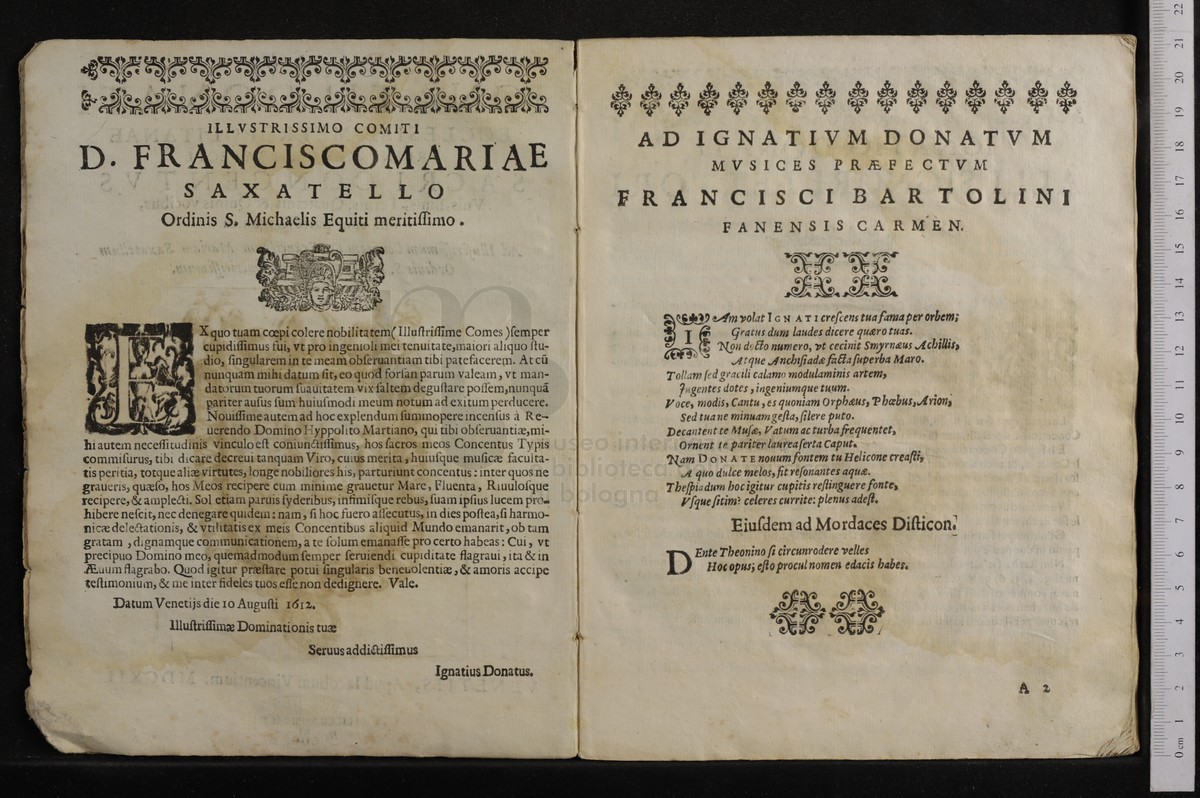 ILLVSTRISSIMO COMITI
D. FRANCISCOMARIAE
SAXATELLO
Ordinis S. Michaelis Equiti meritiſſimo.
EX quo tuam cœpi colere nobilitatem (Illuſtriſſime Comes) ſemper
cupidiſſimus fui, vt pro ingenioli mei tenuitate, maiori aliquo ſtu-
dio, ſingularem in te meam obſeruantiam tibi patefacerem. At cū
nunquam mihi datum ſit, eo quod forſan parum valeam, vt man-
datorum tuorum ſuauitatem vix ſaltem deguſtare poſſem, nunquā
pariter auſus ſum huiuſmodi meum notum ad exitum perducere.
Nouiſſime autem ad hoc explendum ſummopere incenſus à Re-
uerendo Domino Hyppolito Martiano, qui tibi obſeruantiæ, mi-
hi autem neceſſitudinis vinculo eſt coniunctiſſimus, hos ſacros meos Concentus Typis
commiſurus, tibi dicare decreui tanquam Viro, cuius merita, huiuſque muſicæ faculta-
tis peritia, totque aliæ virtutes, longe nobiliores his, parturiunt concentus: inter quos ne
graueris, quæſo, hos Meos recipere cum minime grauetur Mare, Fluenta, Riuuloſque
recipere, & amplecti. Sol etiam paruis ſyderibus, infimiſque rebus, ſuam ipſius lucem pro-
hibere neſcit, nec denegare quidem: nam, ſi hoc fuero aſſecutus, in dies poſtea, ſi harmo-
nicæ delectationis, & vtilitatis ex meis Concentibus aliquid Mundo emanarit, ob tam
gratam, dignamque communicationem, a te ſolum emanaſſe pro certo habeas: Cui, vt
precipuo Domino meo, quemadmodum ſemper ſeruiendi cupiditate flagraui, ita & in
Æuum flagrabo. Quod igitur præſtare potui ſingularis beneuolentiæ, & amoris accipe
teſtimonium, & me inter fideles tuos eſſe non dedignere. Vale.
Datum Venetijs die 10 Auguſti 1612.
Illuſtriſſimæ Dominationis tuæ
Seruus addictiſſimus
Ignatius Donatus.
AD IGNATIVM DONATVM
MVSICES PRÆFECTVM
FRANCISCI BARTOLINI
FANENSIS CARMEN.
IAm volat IGNATI creſcens tua fama per orbem;
Gratus dum laudes dicere quæro tuas.
Non docto numero, vt cecinit Smyrnæus Achillis,
Atque Anchiſiadæ facta ſuperba Maro.
Tollam ſed gracili calamo modulaminis artem,
Ingentes dotes, ingeniumque tuum.
Voce, modis, Cantu, es quoniam Orphæus, Phœbus, Arion,
Sed tua ne minuam geſta, ſilere puto.
Decantent te Muſæ, Vatum ac turba frequentet,
Ornent te pariter laurea ſerta Caput.
Nam DONATE nouum fontem tu Helicone creaſti,
A quo dulce melos, fit reſonantes aquæ.
Theſpiadum hoc igitur cupitis reſtinguere fonte,
Vſque ſitim? celeres currite: plenus adeſt.
Eiuſdem ad Mordaces Diſticon.
DEnte Theonino ſi circunrodere velles
Hoc opus; eſto procul nomen edacis habes.
A 2
museo inter
biblioteca
bologna